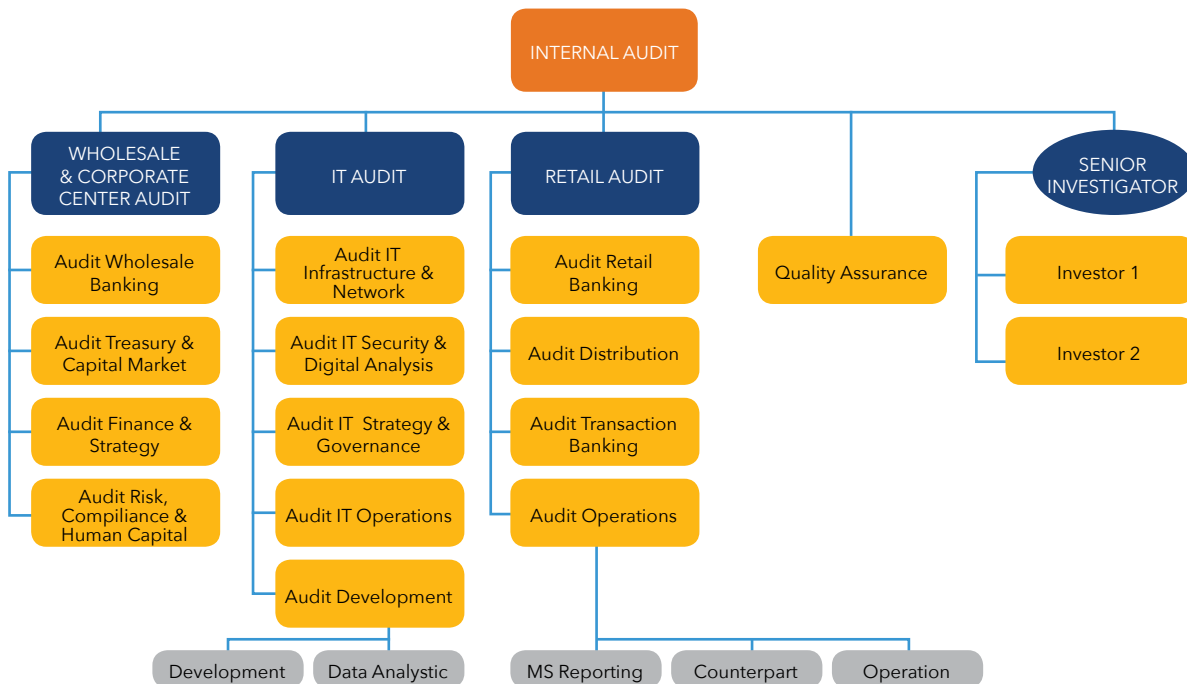 INTERNAL AUDIT
WHOLESALE
& CORPORATE
CENTER AUDIT
IT AUDIT
RETAIL AUDIT
SENIOR
INVESTIGATOR
Audit Wholesale
Banking
Audit IT
Infrastructure &
Network
Audit Retail
Banking
Quality Assurance
Investor 1
Audit Treasury &
Capital Market
Audit IT Security &
Digital Analysis
Audit Distribution
Investor 2
Audit Finance &
Strategy
Audit IT Strategy &
Governance
Audit Transaction
Banking
Audit Risk,
Compiliance &
Human Capital
Audit IT Operations
Audit Operations
Audit Development
Development
Data Analystic
MS Reporting
Counterpart
Operation